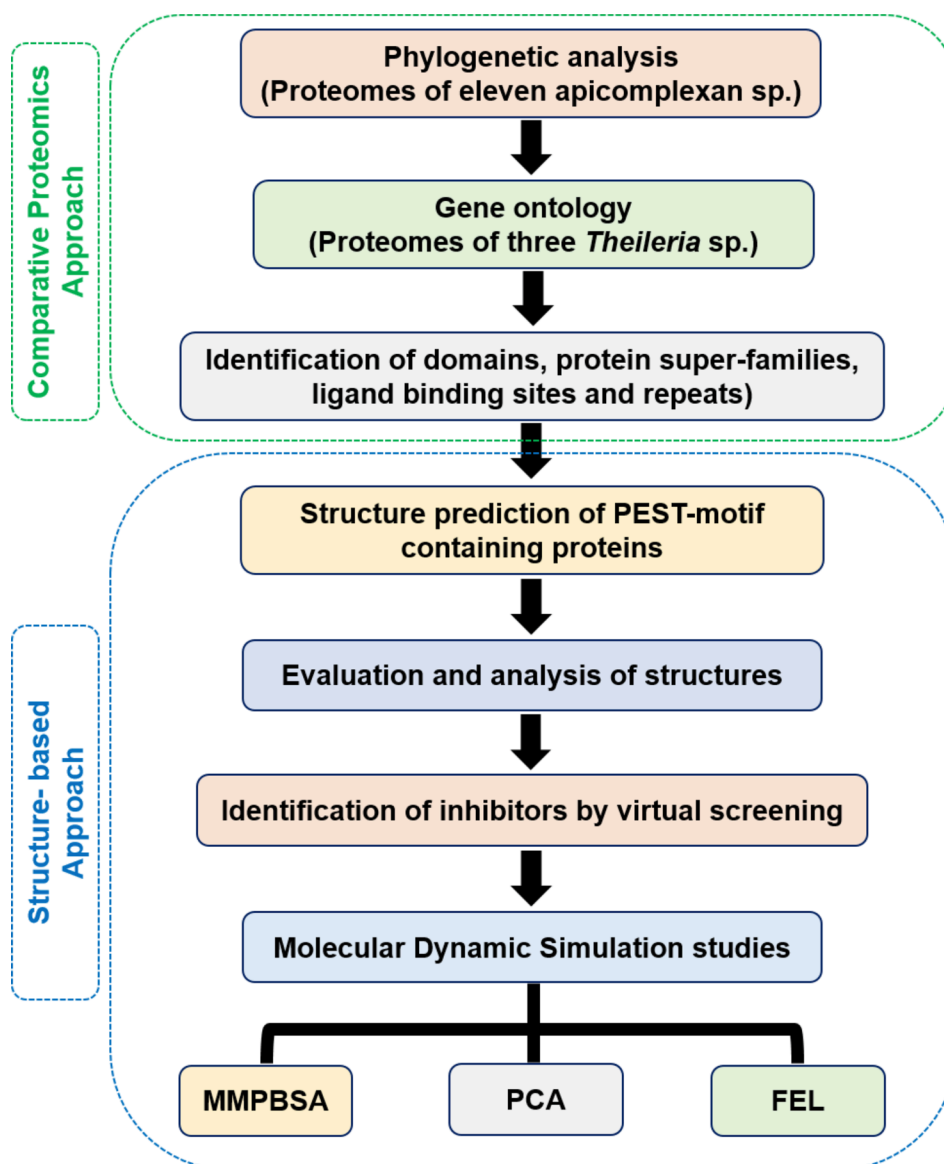 Comparative Proteomics
Approach
Phylogenetic analysis
(Proteomes of eleven apicomplexan sp.)
Gene ontology
(Proteomes of three Theileria sp.)
Identification of domains, protein super-families,
ligand binding sites and repeats)
Structure- based
Approach
Structure prediction of PEST-motif
containing proteins
Evaluation and analysis of structures
Identification of inhibitors by virtual screening
Molecular Dynamic Simulation studies
MMPBSA
PCA
FEL